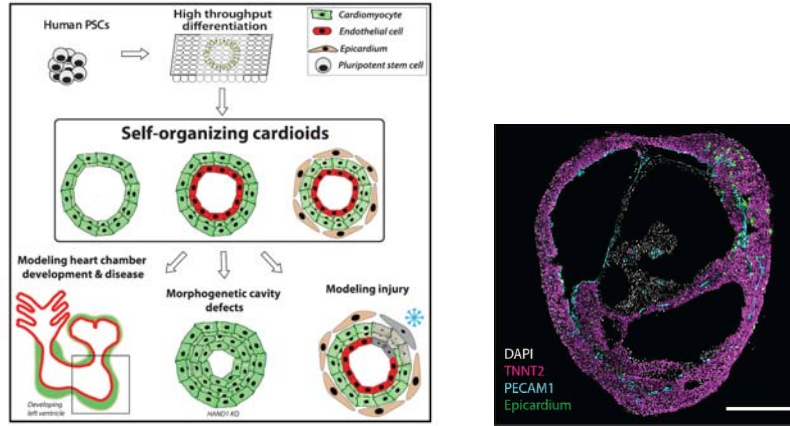 Human PSCs
High throughput
differentiation
Cardiomyocyte
Endothelial cell
Epicardium
Pluripotent stem cell
Self-organizing cardioids
Modeling heart chamber
development & disease
Morphogenetic cavity
defects
Modeling injury
Developing
left ventricle
HAND1 KO
DAPI
TNNT2
PECAM1
Epicardium